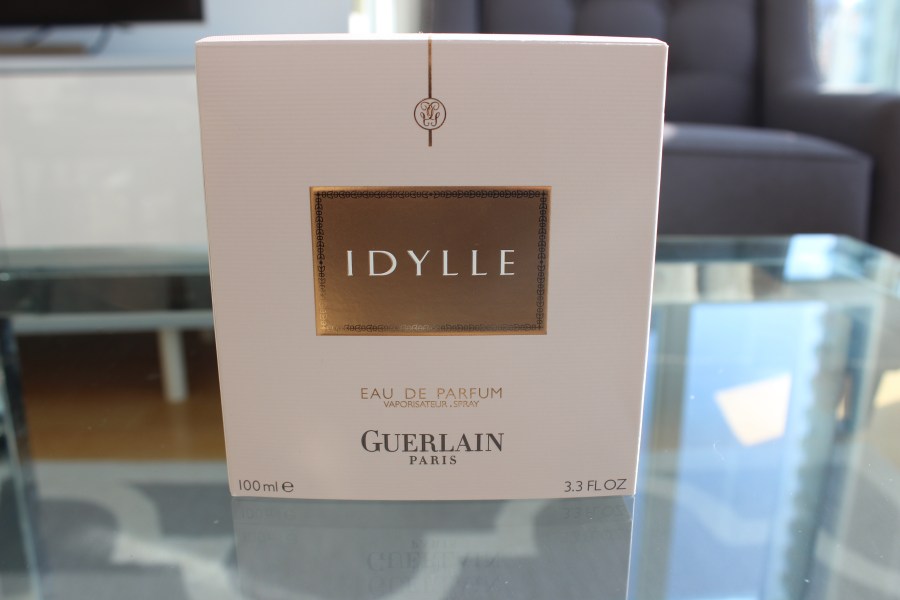 IDYLLE
EAU DE PARFUM
VAPORISATEUR . SPRAY
GUERLAIN
PARIS
100 ml ℮ 3.3 FL OZ